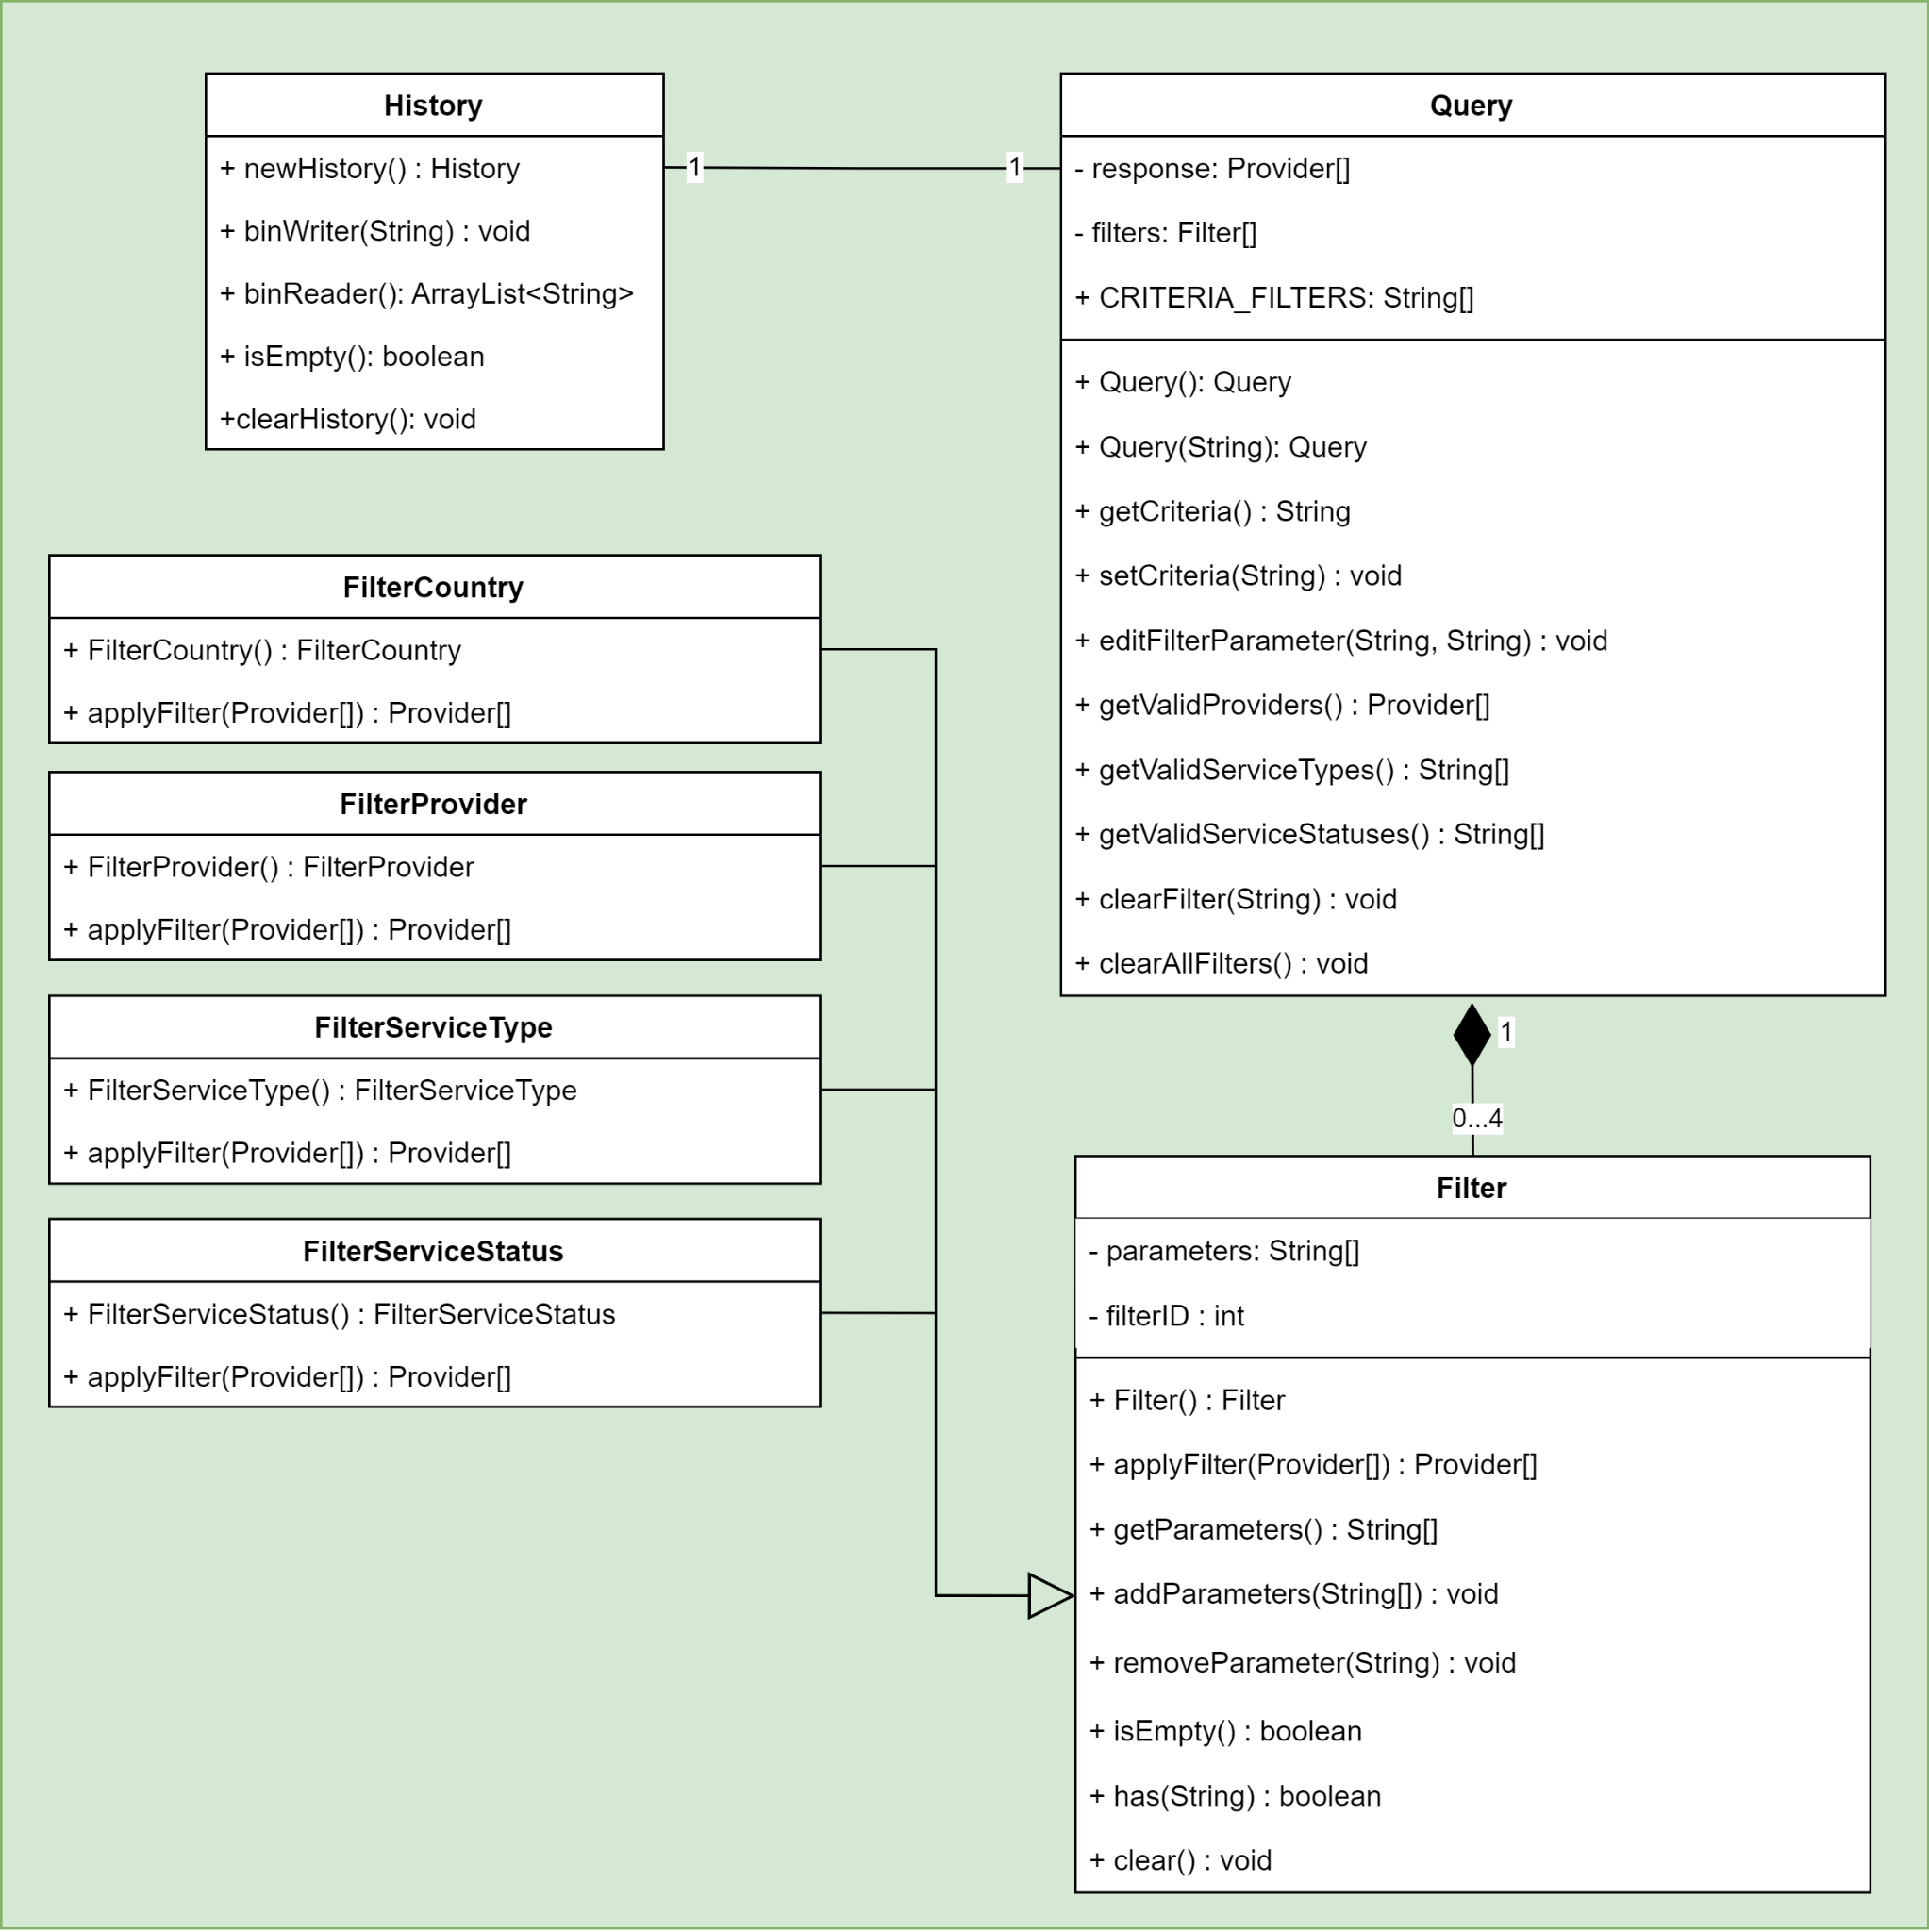 History
+ newHistory() : History
+ binWriter(String) : void
+ binReader(): ArrayList<String>
+ isEmpty(): boolean
+clearHistory(): void
1
1
Query
- response: Provider[]
- filters: Filter[]
+ CRITERIA_FILTERS: String[]
+ Query(): Query
+ Query(String): Query
+ getCriteria() : String
+ setCriteria(String) : void
+ editFilterParameter(String, String) : void
+ getValidProviders() : Provider[]
+ getValidServiceTypes() : String[]
+ getValidServiceStatuses() : String[]
+ clearFilter(String) : void
+ clearAllFilters() : void
FilterCountry
+ FilterCountry() : FilterCountry
+ applyFilter(Provider[]) : Provider[]
FilterProvider
+ FilterProvider() : FilterProvider
+ applyFilter(Provider[]) : Provider[]
FilterServiceType
+ FilterServiceType() : FilterServiceType
+ applyFilter(Provider[]) : Provider[]
FilterServiceStatus
+ FilterServiceStatus() : FilterServiceStatus
+ applyFilter(Provider[]) : Provider[]
1
0...4
Filter
- parameters: String[]
- filterID : int
+ Filter() : Filter
+ applyFilter(Provider[]) : Provider[]
+ getParameters() : String[]
+ addParameters(String[]) : void
+ removeParameter(String) : void
+ isEmpty() : boolean
+ has(String) : boolean
+ clear() : void